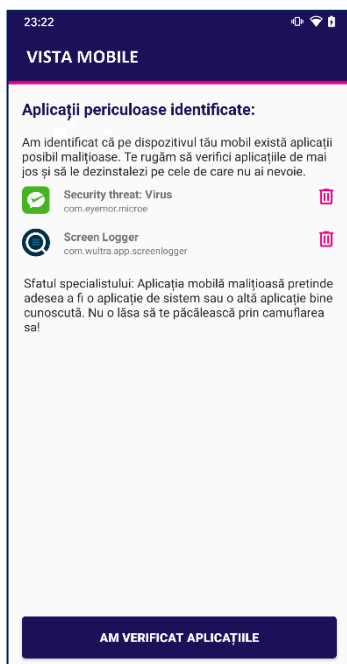 23:22
VISTA MOBILE
Aplicații periculoase identificate:
Am identificat că pe dispozitivul tău mobil există aplicații
posibil malițioase. Te rugăm să verifici aplicațiile de mai
jos și să le dezinstalezi pe cele de care nu ai nevoie.
Security threat: Virus
com.eyemor.microe
Screen Logger
com.wultra.app.screenlogger
Sfatul specialistului: Aplicația mobilă malițioasă pretinde
adesea a fi o aplicație de sistem sau o altă aplicație bine
cunoscută. Nu o lăsa să te păcălească prin camuflarea
sa!
AM VERIFICAT APLICAȚIILE